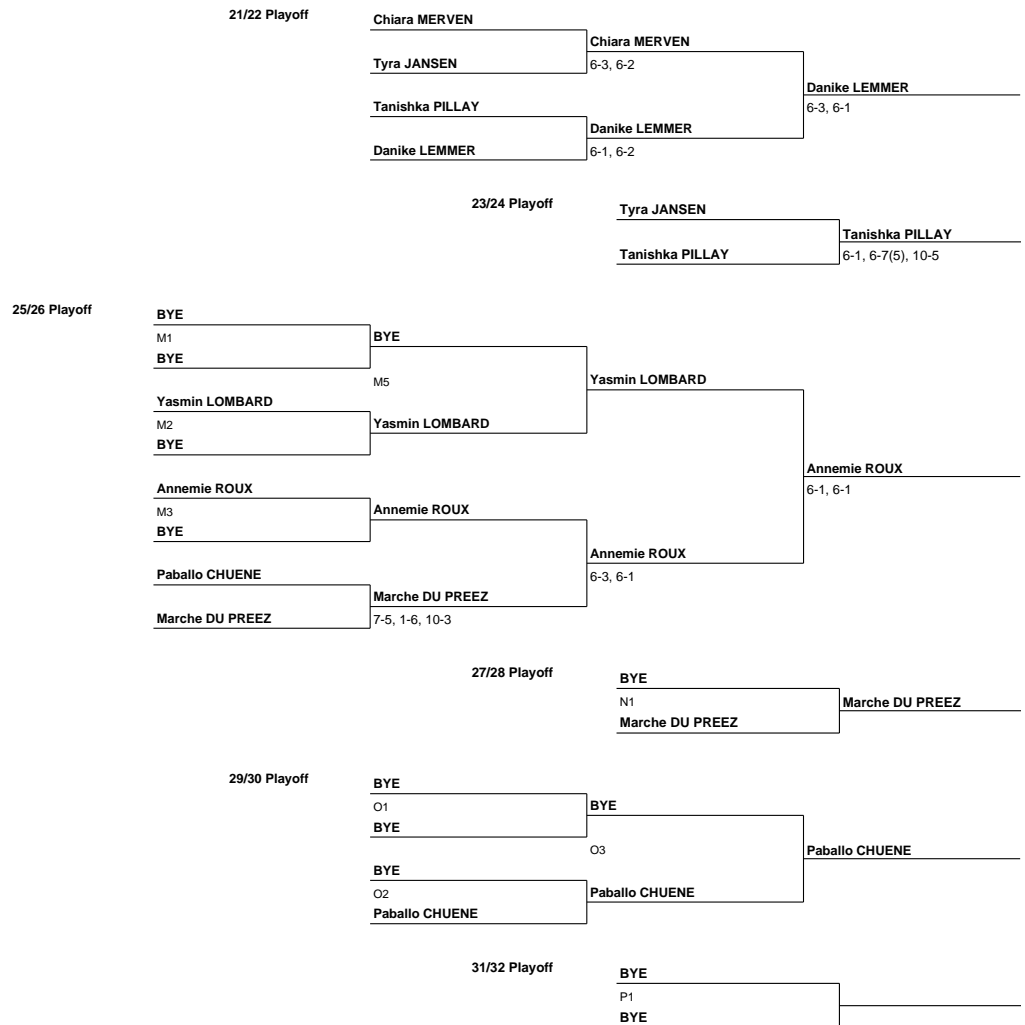 21/22 Playoff
Chiara MERVEN
Chiara MERVEN
Tyra JANSEN
6-3, 6-2
Danike LEMMER
6-3, 6-1
Tanishka PILLAY
Danike LEMMER
Danike LEMMER
6-1, 6-2
23/24 Playoff
Tyra JANSEN
Tanishka PILLAY
Tanishka PILLAY
6-1, 6-7(5), 10-5
25/26 Playoff
BYE
M1
BYE
BYE
M5
Yasmin LOMBARD
Yasmin LOMBARD
M2
Yasmin LOMBARD
BYE
Annemie ROUX
6-1, 6-1
Annemie ROUX
M3
Annemie ROUX
BYE
Annemie ROUX
6-3, 6-1
Paballo CHUENE
Marche DU PREEZ
Marche DU PREEZ
7-5, 1-6, 10-3
27/28 Playoff
BYE
N1
Marche DU PREEZ
Marche DU PREEZ
29/30 Playoff
BYE
O1
BYE
BYE
O3
Paballo CHUENE
BYE
O2
Paballo CHUENE
Paballo CHUENE
31/32 Playoff
BYE
P1
BYE